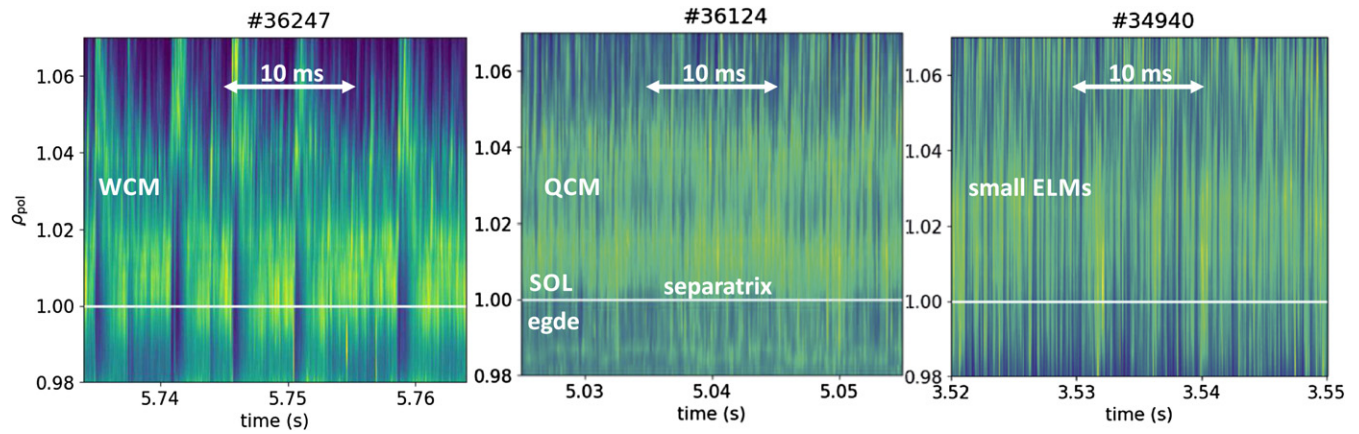 #36247
#36124
#34940
1.06
1.04
1.02
1.00
0.98
ρpol
10 ms
WCM
5.74
5.75
5.76
time (s)
1.06
1.04
1.02
1.00
0.98
10 ms
QCM
SOL
separatrix
egde
5.03
5.04
5.05
time (s)
1.06
1.04
1.02
1.00
0.98
10 ms
small ELMs
3.52
3.53
3.54
3.55
time (s)